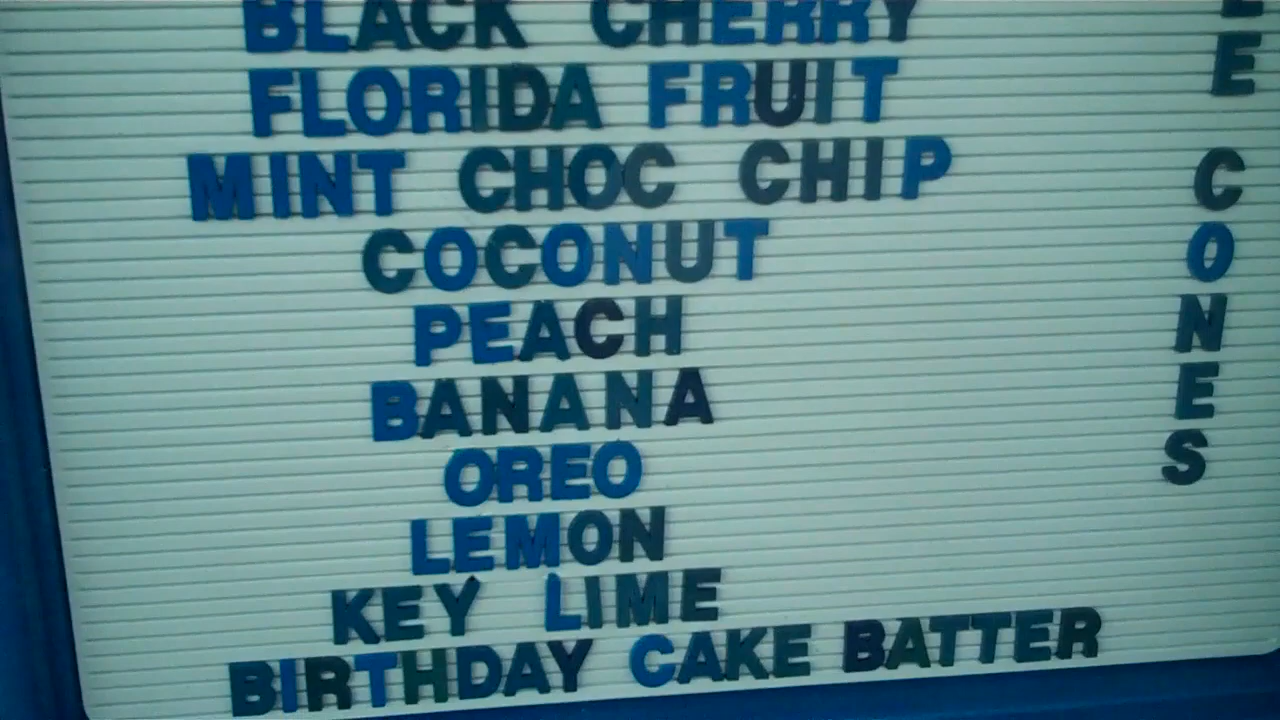 BLACK CHERRY
FLORIDA FRUIT
MINT CHOC CHIP
COCONUT
PEACH
BANANA
OREO
LEMON
KEY LIME
BIRTHDAY CAKE BATTER
E
E
CONES